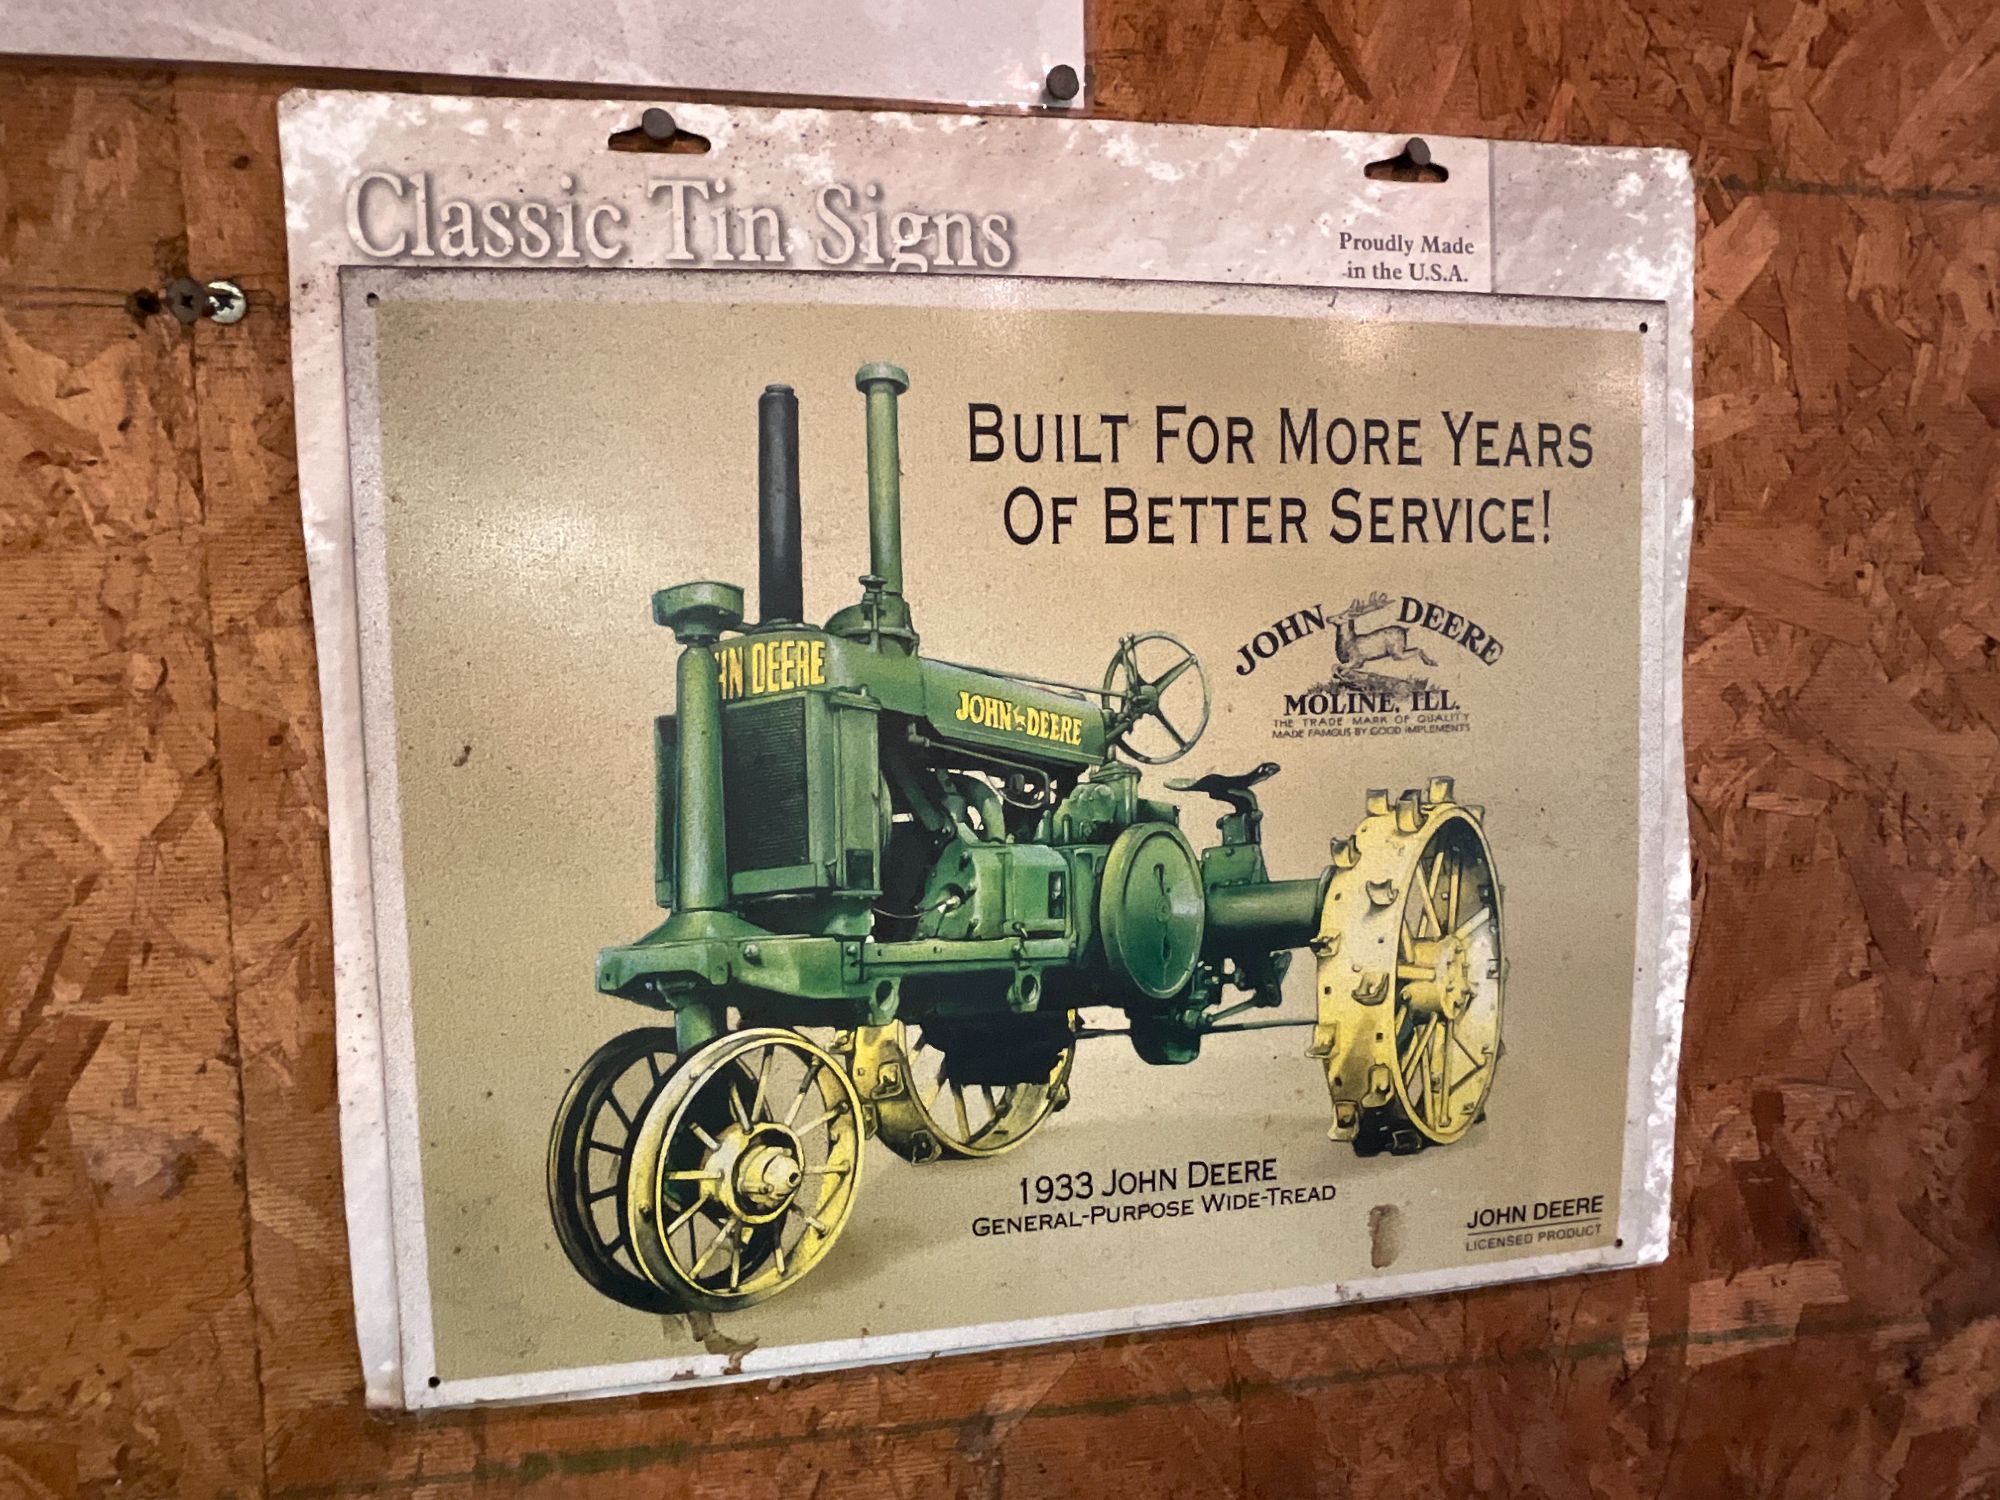 Classic Tin Signs
Proudly Made
in the U.S.A.
BUILT FOR MORE YEARS
OF BETTER SERVICE!
JOHN DEERE
MOLINE, ILL.
THE TRADE MARK OF QUALITY
MADE FAMOUS BY GOOD IMPLEMENTS
HN DEERE
JOHN DEERE
1933 JOHN DEERE
GENERAL-PURPOSE WIDE-TREAD
JOHN DEERE
LICENSED PRODUCT